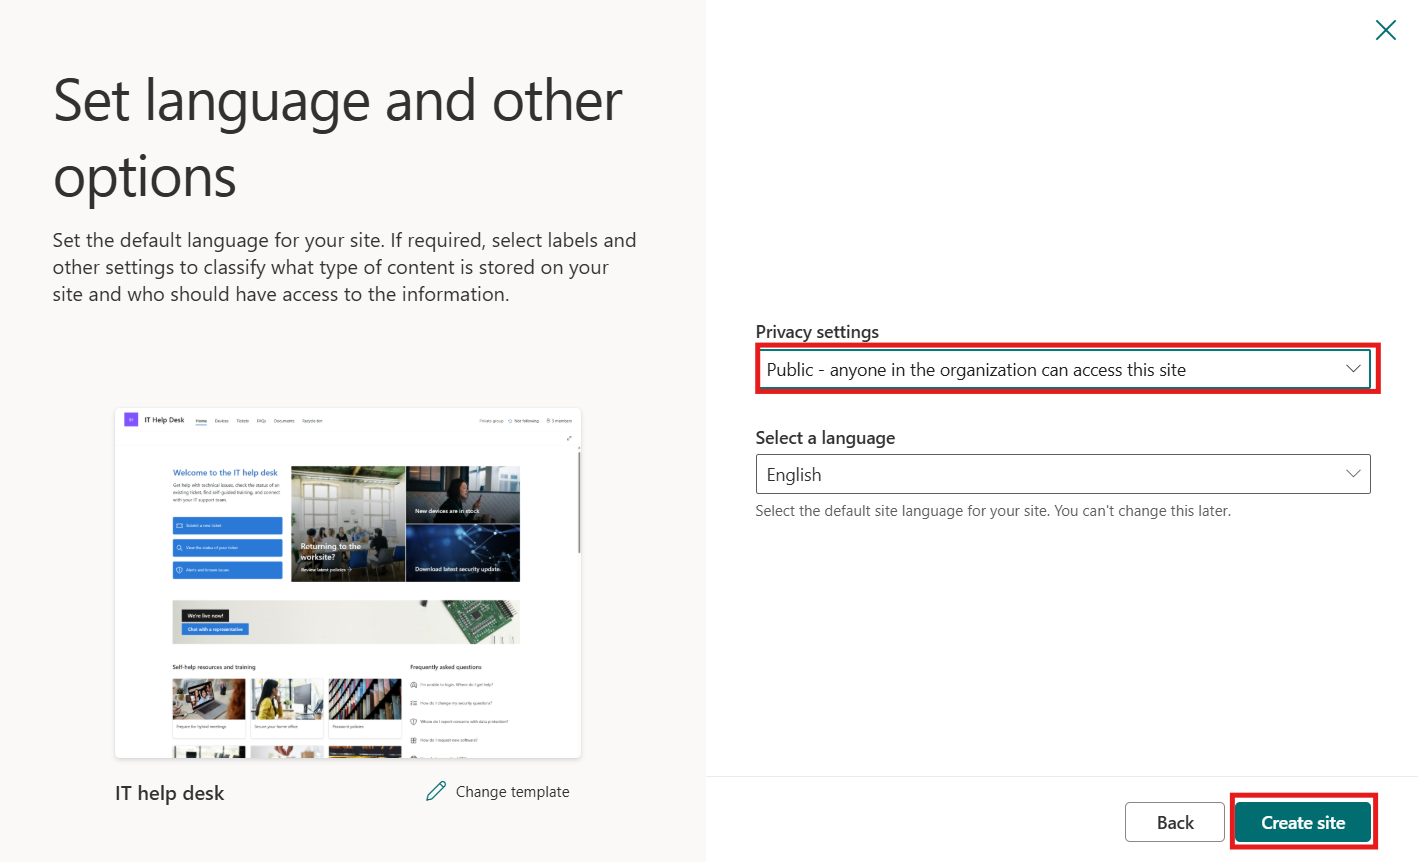 Set language and other
options
Set the default language for your site. If required, select labels and
other settings to classify what type of content is stored on your
site and who should have access to the information.
IT Help Desk
Home Devices Tickets FAQs Documents Recycle bin
Private group Not following 3 members
Welcome to the IT help desk
Get help with technical issues, check the status of an
existing ticket, find self-guided training, and connect
with your IT support team.
Submit a new ticket
View the status of your ticket
Alerts and known issues
Returning to the
worksite?
Review latest policies
New devices are in stock
Download latest security update.
We're live now!
Chat with a representative
Self-help resources and training
Prepare for hybrid meetings
Secure your home office
Password policies
Frequently asked questions
I'm unable to login. Where do I get help?
How do I change my security questions?
Where do I report concerns with data protection?
How do I request new software?
IT help desk
Change template
Privacy settings
Public - anyone in the organization can access this site
Select a language
English
Select the default site language for your site. You can't change this later.
Back
Create site